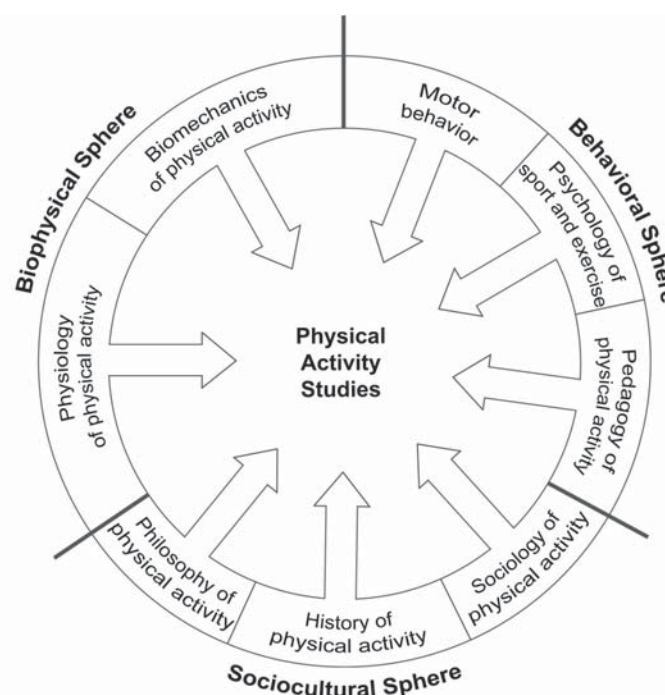 Biophysical Sphere
Biomechanics
of physical activity
Physiology
of physical activity
Behavioral Sphere
Motor
behavior
Psychology of
sport and exercise
Pedagogy of
physical activity
Physical
Activity
Studies
Philosophy of
physical activity
History of
physical activity
Sociology of
physical activity
Sociocultural Sphere